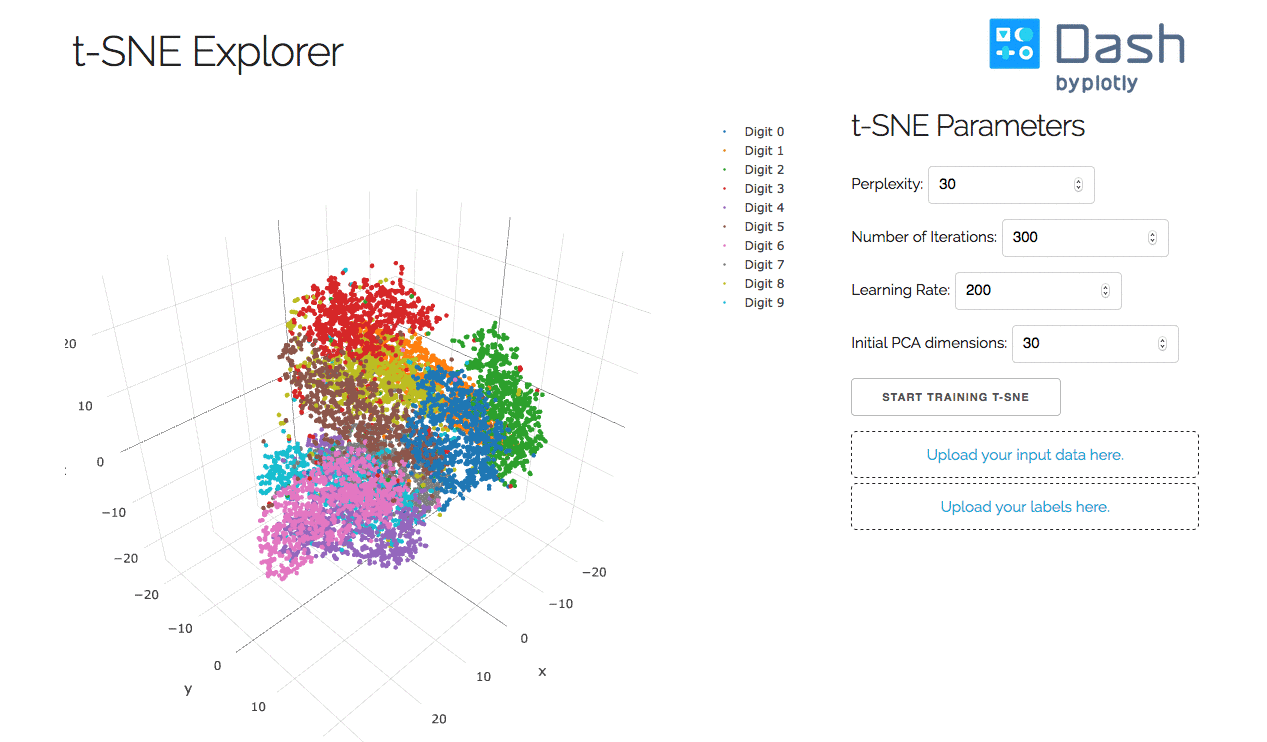 t-SNE Explorer
Dash
by plotly
Digit 0
Digit 1
Digit 2
Digit 3
Digit 4
Digit 5
Digit 6
Digit 7
Digit 8
Digit 9
t-SNE Parameters
Perplexity: 30
Number of Iterations: 300
Learning Rate: 200
Initial PCA dimensions: 30
START TRAINING T-SNE
Upload your input data here.
Upload your labels here.
20
10
0
−10
−20
−20
−10
0
y
10
−20
−10
0
x
10
20